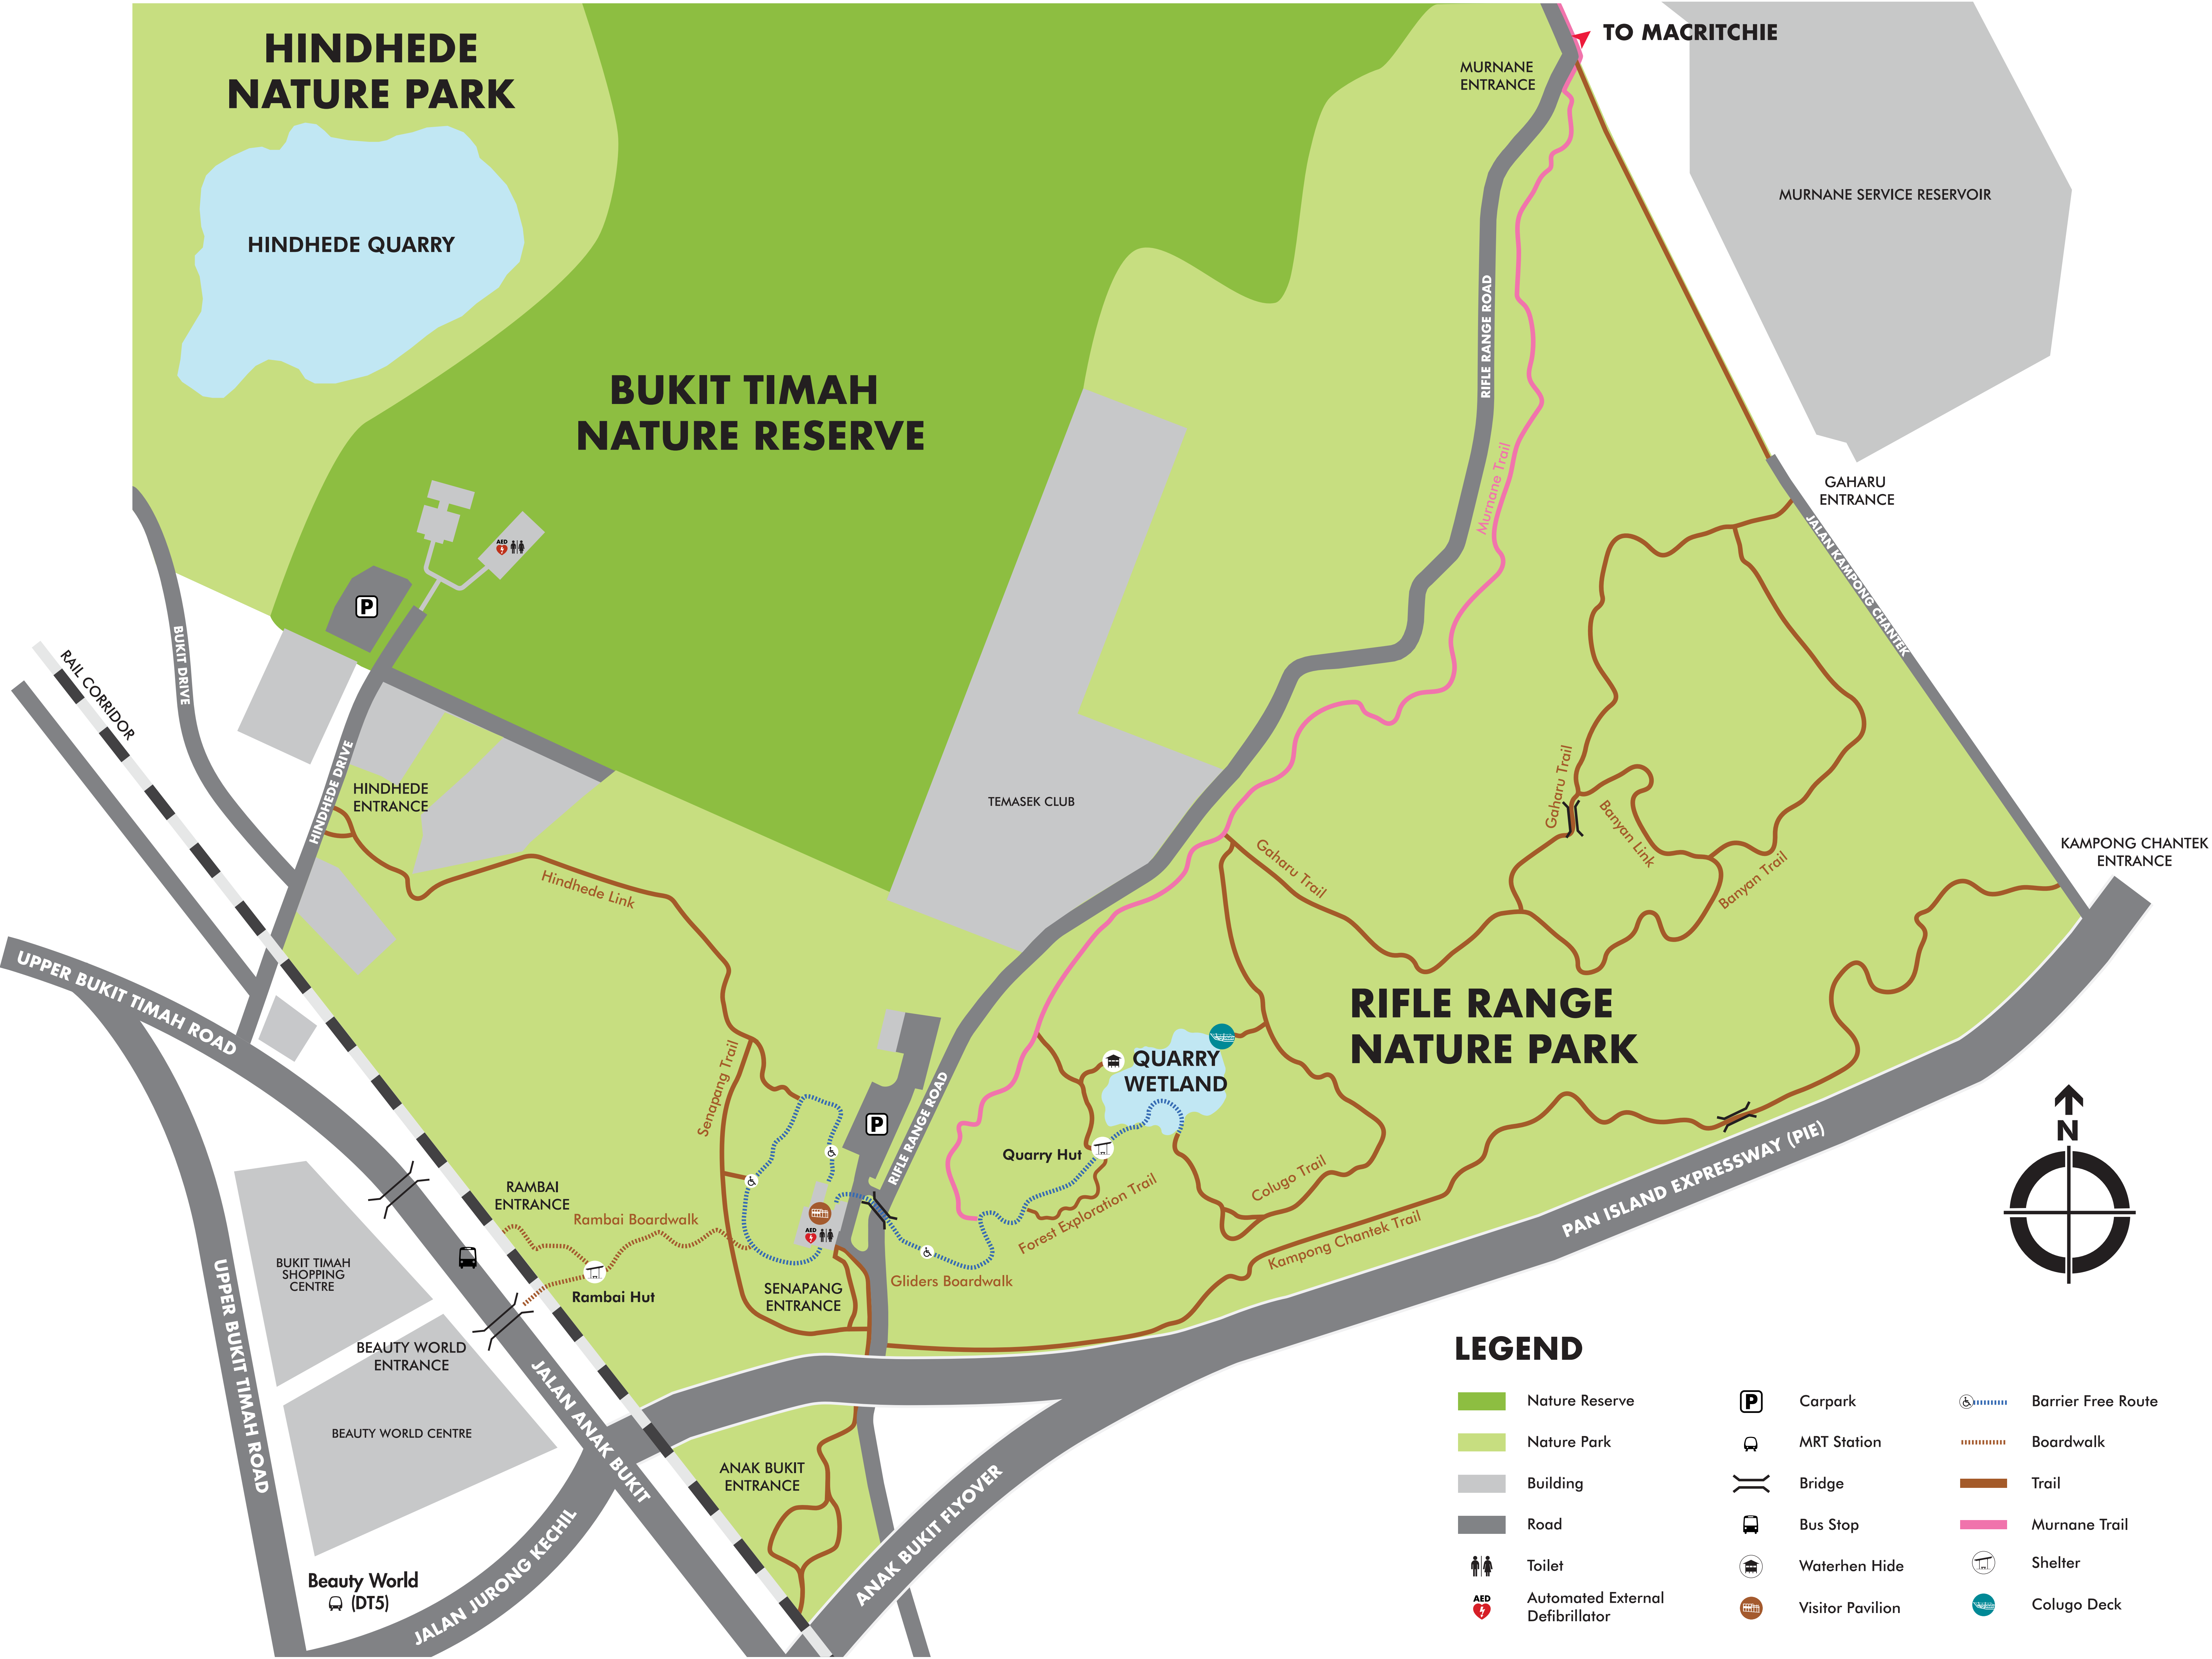 HINDHEDE
NATURE PARK
HINDHEDE QUARRY
TO MACRITCHIE
MURNANE
ENTRANCE
MURNANE SERVICE RESERVOIR
RIFLE RANGE ROAD
BUKIT TIMAH
NATURE RESERVE
Murnane Trail
GAHARU
ENTRANCE
JALAN KAMPONG CHANTEK
AED
P
BUKIT DRIVE
RAIL CORRIDOR
HINDHEDE DRIVE
HINDHEDE
ENTRANCE
TEMASEK CLUB
Gaharu Trail
Banyan Link
Gaharu Trail
Banyan Trail
KAMPONG CHANTEK
ENTRANCE
Hindhede Link
UPPER BUKIT TIMAH ROAD
RIFLE RANGE
NATURE PARK
QUARRY
WETLAND
Senapang Trail
P
RIFLE RANGE ROAD
Quarry Hut
Forest Exploration Trail
Colugo Trail
Kampong Chantek Trail
PAN ISLAND EXPRESSWAY (PIE)
N
RAMBAI
ENTRANCE
Rambai Boardwalk
Rambai Hut
AED
SENAPANG
ENTRANCE
Gliders Boardwalk
BUKIT TIMAH
SHOPPING
CENTRE
UPPER BUKIT TIMAH ROAD
BEAUTY WORLD
ENTRANCE
BEAUTY WORLD CENTRE
JALAN ANAK BUKIT
ANAK BUKIT
ENTRANCE
ANAK BUKIT FLYOVER
JALAN JURONG KECHIL
Beauty World
(DT5)
LEGEND
Nature Reserve
Nature Park
Building
Road
Toilet
AED
Automated External
Defibrillator
P
Carpark
MRT Station
Bridge
Bus Stop
Waterhen Hide
Visitor Pavilion
Barrier Free Route
Boardwalk
Trail
Murnane Trail
Shelter
Colugo Deck